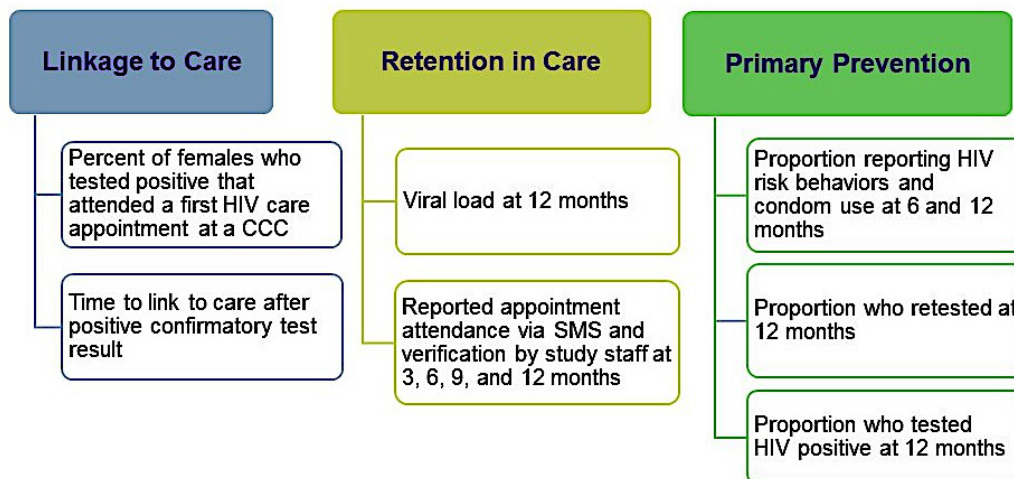 Linkage to Care
Percent of females who
tested positive that
attended a first HIV care
appointment at a CCC
Time to link to care after
positive confirmatory test
result
Retention in Care
Viral load at 12 months
Reported appointment
attendance via SMS and
verification by study staff at
3, 6, 9, and 12 months
Primary Prevention
Proportion reporting HIV
risk behaviors and
condom use at 6 and 12
months
Proportion who retested at
12 months
Proportion who tested
HIV positive at 12 months